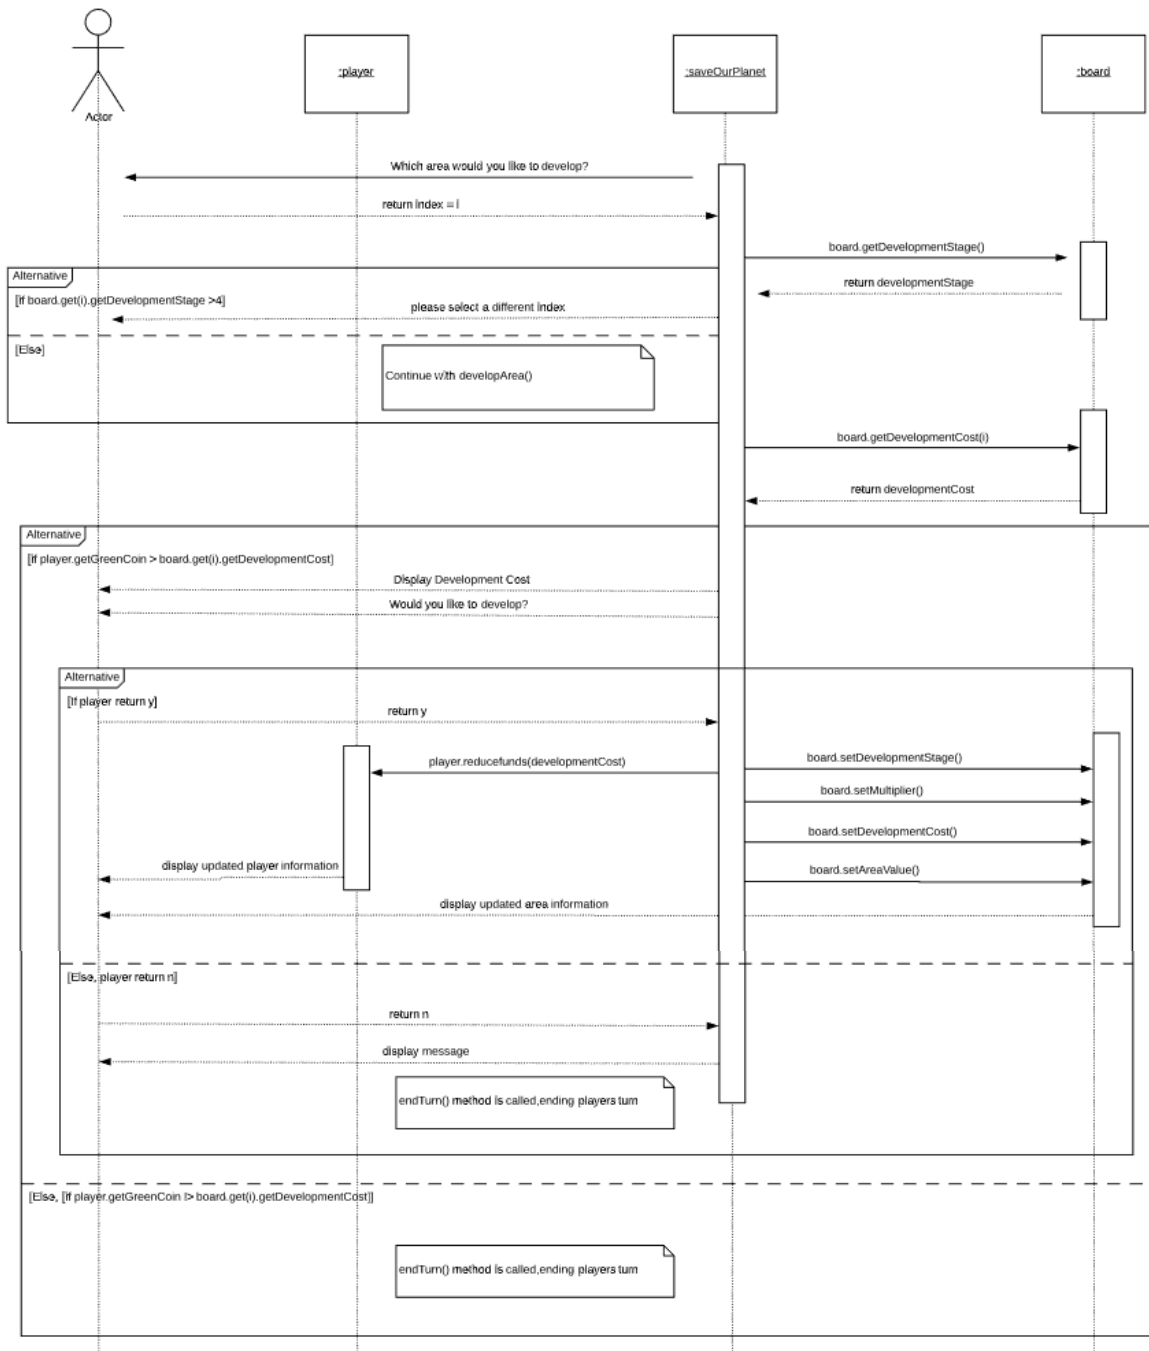 :player
:saveOurPlanet
:board
Actor
Which area would you like to develop?
return index = i
board.getDevelopmentStage()
return developmentStage
Alternative
[if board.get(i).getDevelopmentStage >4]
please select a different index
[Else]
Continue with developArea()
board.getDevelopmentCost(i)
return developmentCost
Alternative
[if player.getGreenCoin > board.get(i).getDevelopmentCost]
Display Development Cost
Would you like to develop?
Alternative
[If player return y]
return y
player.reducefunds(developmentCost)
board.setDevelopmentStage()
board.setMultiplier()
board.setDevelopmentCost()
display updated player information
board.setAreaValue()
display updated area information
[Else, player return n]
return n
display message
endTurn() method is called,ending players turn
[Else, [if player.getGreenCoin !> board.get(i).getDevelopmentCost]]
endTurn() method is called,ending players turn